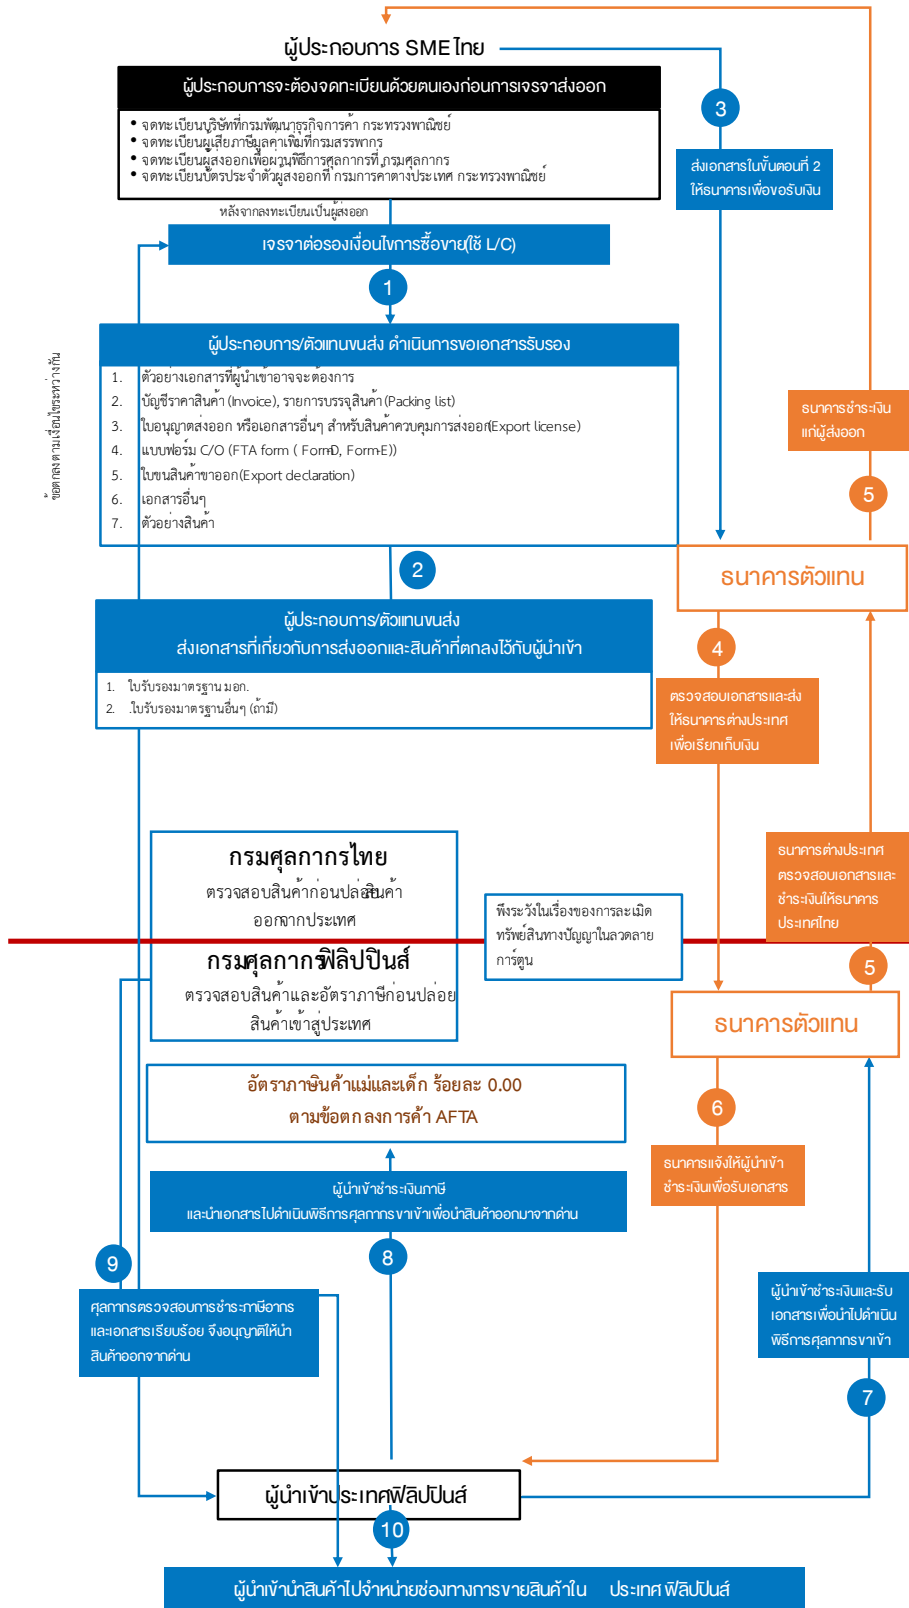 ผู้ประกอบการ SME ไทย
ผู้ประกอบการจะต้องจดทะเบียนด้วยตนเองก่อนการเจรจาส่งออก
• จดทะเบียนบริษัทที่กรมพัฒนาธุรกิจการค้า กระทรวงพาณิชย์
• จดทะเบียนผู้เสียภาษีมูลค่าเพิ่มที่กรมสรรพากร
• จดทะเบียนผู้ส่งออกเพื่อผ่านพิธีการศุลกากรที่ กรมศุลกากร
• จดทะเบียนบัตรประจำตัวผู้ส่งออกที่ กรมการค้าต่างประเทศ กระทรวงพาณิชย์
3
ส่งเอกสารในขั้นตอนที่ 2
ให้ธนาคารเพื่อขอรับเงิน
หลังจากลงทะเบียนเป็นผู้ส่งออก
เจรจาต่อรองเงื่อนไขการซื้อขาย(ใช้ L/C)
1
ข้อตกลงตามเงื่อนไขระหว่างกัน
ผู้ประกอบการ/ตัวแทนขนส่ง ดำเนินการขอเอกสารรับรอง
1. ตัวอย่างเอกสารที่ผู้นำเข้าอาจจะต้องการ
2. บัญชีราคาสินค้า (Invoice), รายการบรรจุสินค้า (Packing list)
3. ใบอนุญาตส่งออก หรือเอกสารอื่นๆ สำหรับสินค้าควบคุมการส่งออก(Export license)
4. แบบฟอร์ม C/O (FTA form ( Form D, Form E))
5. ใบขนสินค้าขาออก(Export declaration)
6. เอกสารอื่นๆ
7. ตัวอย่างสินค้า
ธนาคารชำระเงิน
แก่ผู้ส่งออก
5
2
ธนาคารตัวแทน
ผู้ประกอบการ/ตัวแทนขนส่ง
ส่งเอกสารที่เกี่ยวกับการส่งออกและสินค้าที่ตกลงไว้กับผู้นำเข้า
1. ใบรับรองมาตรฐาน มอก.
2. .ใบรับรองมาตรฐานอื่นๆ (ถ้ามี)
4
ตรวจสอบเอกสารและส่ง
ให้ธนาคารต่างประเทศ
เพื่อเรียกเก็บเงิน
กรมศุลกากรไทย
ตรวจสอบสินค้าก่อนปล่อยสินค้า
ออกจากประเทศ
ธนาคารต่างประเทศ
ตรวจสอบเอกสารและ
ชำระเงินให้ธนาคาร
ประเทศไทย
พึงระวังในเรื่องของการละเมิด
ทรัพย์สินทางปัญญาในลวดลาย
การ์ตูน
กรมศุลกากรฟิลิปปินส์
ตรวจสอบสินค้าและอัตราภาษีก่อนปล่อย
สินค้าเข้าสู่ประเทศ
5
ธนาคารตัวแทน
อัตราภาษีนค้าแม่และเด็ก ร้อยละ 0.00
ตามข้อตกลงการค้า AFTA
6
ธนาคารแจ้งให้ผู้นำเข้า
ชำระเงินเพื่อรับเอกสาร
ผู้นำเข้าชำระเงินภาษี
และนำเอกสารไปดำเนินพิธีการศุลกากรขาเข้าเพื่อนำสินค้าออกมาจากด่าน
8
9
ศุลกากรตรวจสอบการชำระภาษีอากร
และเอกสารเรียบร้อย จึงอนุญาติให้นำ
สินค้าออกจากด่าน
ผู้นำเข้าชำระเงินและรับ
เอกสารเพื่อนำไปดำเนิน
พิธีการศุลกากรขาเข้า
7
ผู้นำเข้าประเทศฟิลิปปินส์
10
ผู้นำเข้านำสินค้าไปจำหน่ายช่องทางการขายสินค้าใน ประเทศ ฟิลิปปินส์